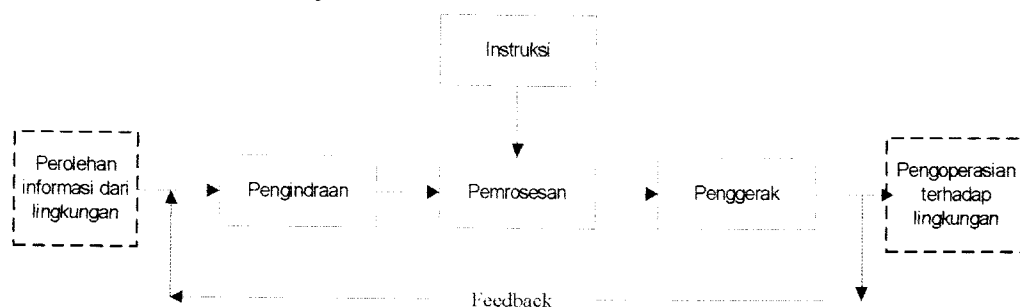 Instruksi
Perolehan
informasi dari
lingkungan
Pengindraan
Pemrosesan
Penggerak
Pengoperasian
terhadap
lingkungan
Feedback